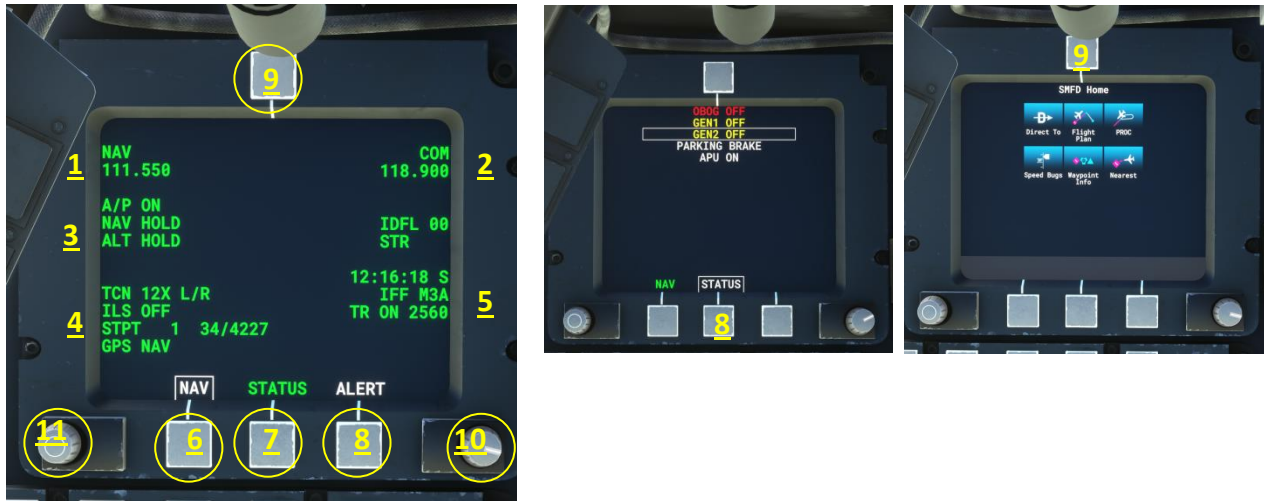 9
NAV
111.550
1
COM
118.900
2
A/P ON
NAV HOLD
ALT HOLD
3
IDFL 00
STR
12:16:18 S
IFF M3A
TR ON 2560
5
TCN 12X L/R
ILS OFF
STPT 1 34/4227
GPS NAV
4
NAV STATUS ALERT
11 6 7 8 10
OBOG OFF
GEN1 OFF
GEN2 OFF
PARKING BRAKE
APU ON
NAV STATUS
8
9
SMFD Home
D
Direct To
Flight
Plan
PROC
Speed Bugs
Waypoint
Info
Nearest